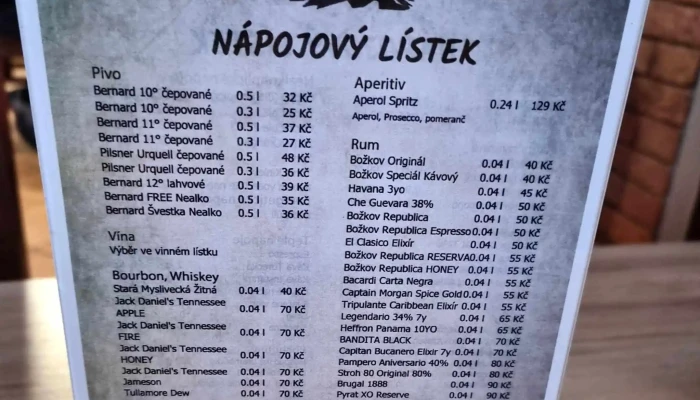 NÁPOJOVÝ LÍSTEK
Pivo
Bernard 10° čepované 0.5 l 32 Kč
Bernard 10° čepované 0.3 l 25 Kč
Bernard 11° čepované 0.5 l 37 Kč
Bernard 11° čepované 0.3 l 27 Kč
Pilsner Urquell čepované 0.5 l 48 Kč
Pilsner Urquell čepované 0.3 l 36 Kč
Bernard 12° lahvové 0.5 l 39 Kč
Bernard FREE Nealko 0.5 l 35 Kč
Bernard Švestka Nealko 0.5 l 36 Kč
Vína
Výběr ve vinném lístku
Bourbon, Whiskey
Stará Myslivecká Žitná 0.04 l 40 Kč
Jack Daniel's Tennessee
APPLE 0.04 l 70 Kč
Jack Daniel's Tennessee
FIRE 0.04 l 70 Kč
Jack Daniel's Tennessee
HONEY 0.04 l 70 Kč
Jack Daniel's Tennessee 0.04 l 70 Kč
Jameson 0.04 l 70 Kč
Tullamore Dew 0.04 l 70 Kč
Aperitiv
Aperol Spritz 0.24 l 129 Kč
Aperol, Prosecco, pomeranč
Rum
Božkov Originál 0.04 l 40 Kč
Božkov Speciál Kávový 0.04 l 40 Kč
Havana 3yo 0.04 l 45 Kč
Che Guevara 38% 0.04 l 50 Kč
Božkov Republica 0.04 l 50 Kč
Božkov Republica Espresso 0.04 l 50 Kč
El Clasico Elixír 0.04 l 50 Kč
Božkov Republica RESERVA 0.04 l 55 Kč
Božkov Republica HONEY 0.04 l 55 Kč
Bacardi Carta Negra 0.04 l 55 Kč
Captain Morgan Spice Gold 0.04 l 55 Kč
Tripulante Caribbean Elixír 0.04 l 55 Kč
Legendario 34% 7y 0.04 l 65 Kč
Heffron Panama 10YO 0.04 l 65 Kč
BANDITA BLACK 0.04 l 70 Kč
Capitan Bucanero Elixir 7y 0.04 l 70 Kč
Pampero Aniversario 40% 0.04 l 80 Kč
Stroh 80 Original 80% 0.04 l 80 Kč
Brugal 1888 0.04 l 90 Kč
Pyrat XO Reserve 0.04 l 90 Kč